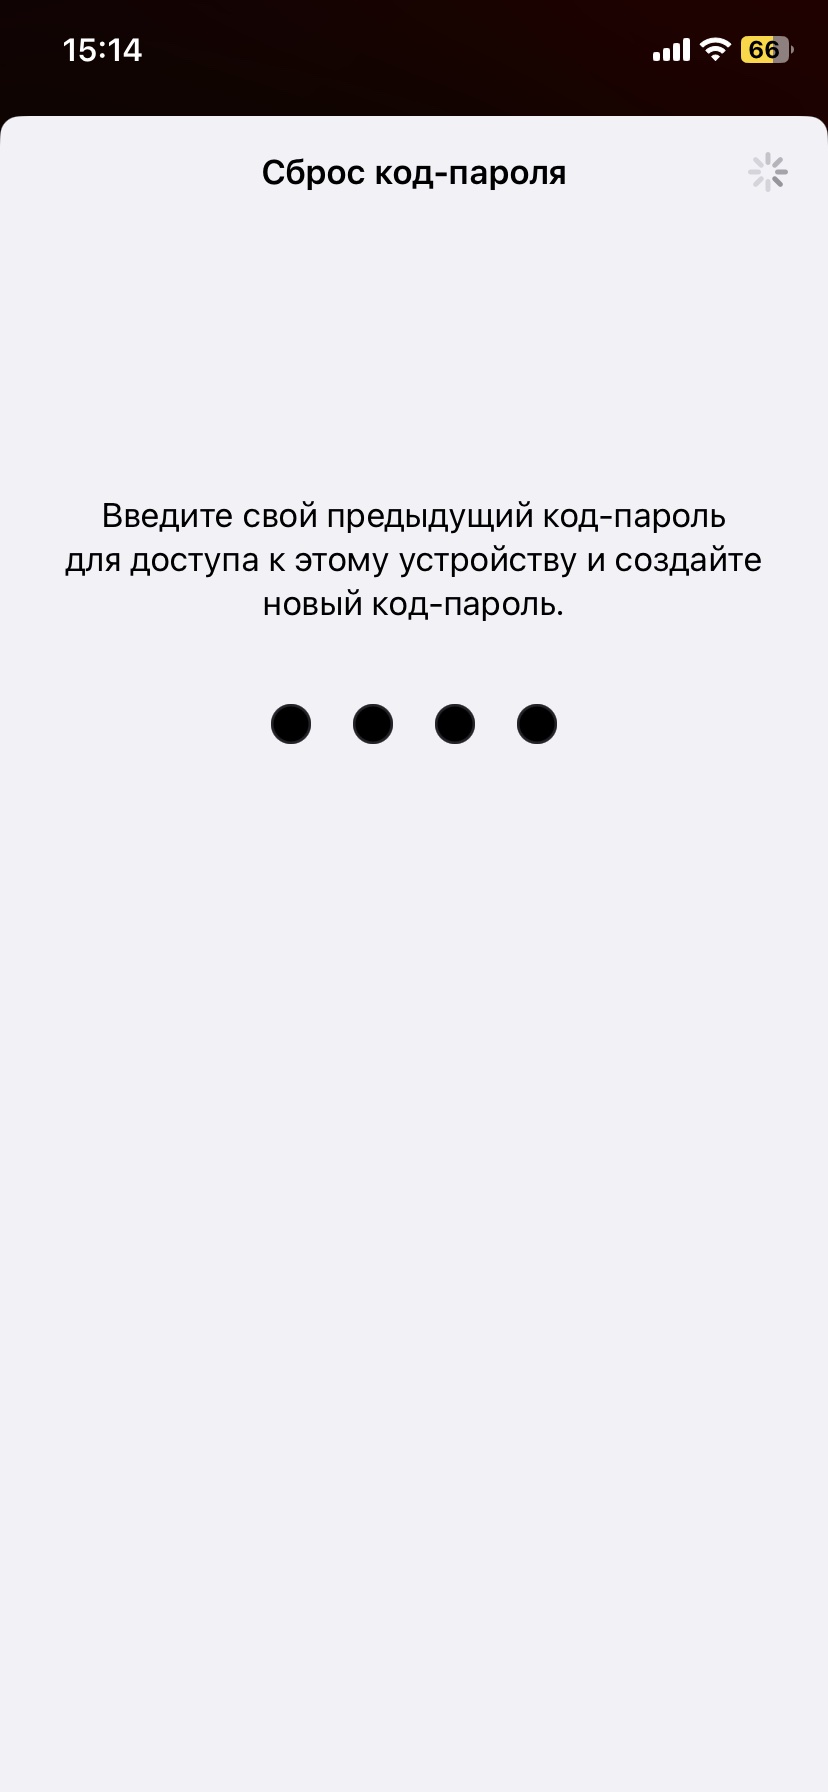 15:14
66
Сброс код-пароля
Введите свой предыдущий код-пароль
для доступа к этому устройству и создайте
новый код-пароль.